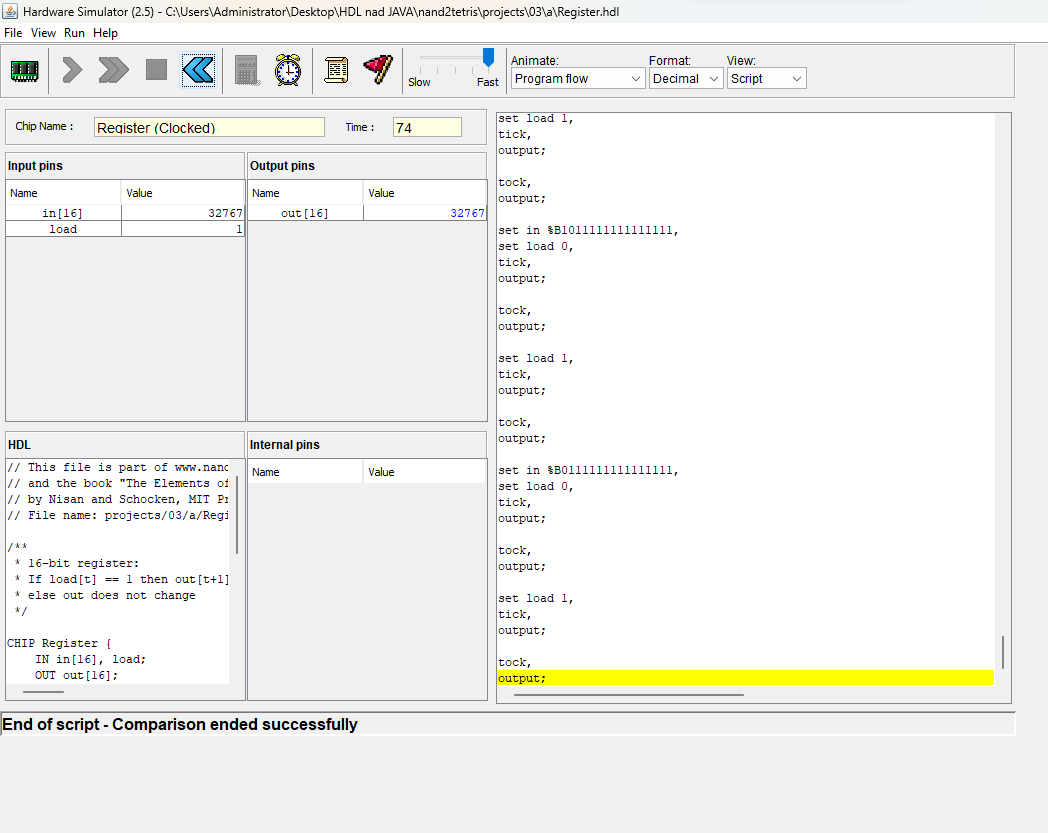 Hardware Simulator (2.5) - C:\Users\Administrator\Desktop\HDL nad JAVA\nand2tetris\projects\03\a\Register.hdl
File View Run Help
Slow Fast
Animate: Format: View:
Program flow Decimal Script
Chip Name : Register (Clocked) Time : 74
Input pins
Name Value
in[16] 32767
load 1
Output pins
Name Value
out[16] 32767
HDL
// This file is part of www.nand
// and the book "The Elements of
// by Nisan and Schocken, MIT Pr
// File name: projects/03/a/Regi
/**
* 16-bit register:
* If load[t] == 1 then out[t+1]
* else out does not change
*/
CHIP Register {
IN in[16], load;
OUT out[16];
Internal pins
Name Value
set load 1,
tick,
output;
tock,
output;
set in %B1011111111111111,
set load 0,
tick,
output;
tock,
output;
set load 1,
tick,
output;
tock,
output;
set in %B0111111111111111,
set load 0,
tick,
output;
tock,
output;
set load 1,
tick,
output;
tock,
output;
End of script - Comparison ended successfully